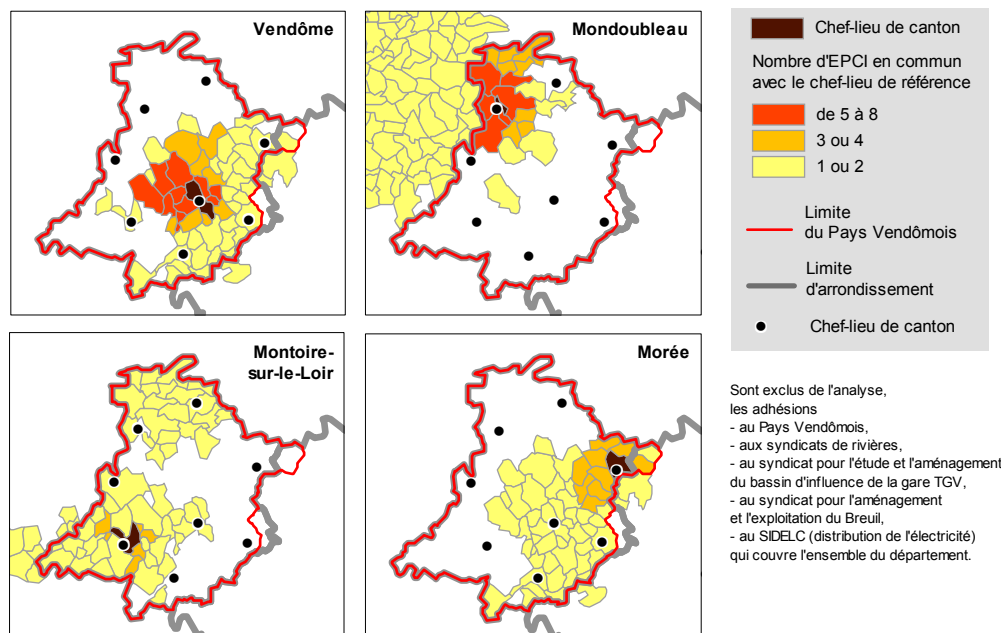 Vendôme
Mondoubleau
Montoire-
sur-le-Loir
Morée
Chef-lieu de canton
Nombre d'EPCI en commun
avec le chef-lieu de référence
de 5 à 8
3 ou 4
1 ou 2
Limite
du Pays Vendômois
Limite
d'arrondissement
Chef-lieu de canton
Sont exclus de l'analyse,
les adhésions
- au Pays Vendômois,
- aux syndicats de rivières,
- au syndicat pour l'étude et l'aménagement
du bassin d'influence de la gare TGV,
- au syndicat pour l'aménagement
et l'exploitation du Breuil,
- au SIDELC (distribution de l'électricité)
qui couvre l'ensemble du département.